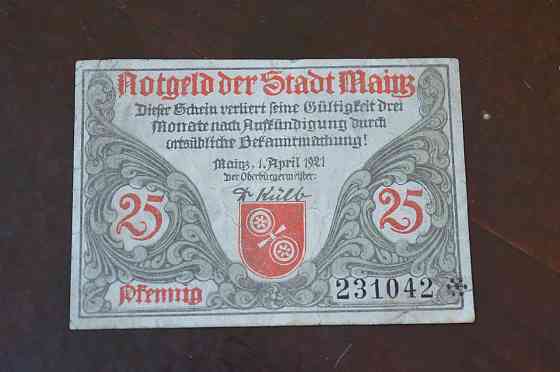 Notgeld der Stadt Mainz
Dieser Schein verliert seine Gültigkeit drei
Monate nach Aufkündigung durch
ortsübliche Bekanntmachung!
Mainz, 1. April 1921
Der Oberbürgermeister:
Dr Külb
25 25
Pfennig
231042